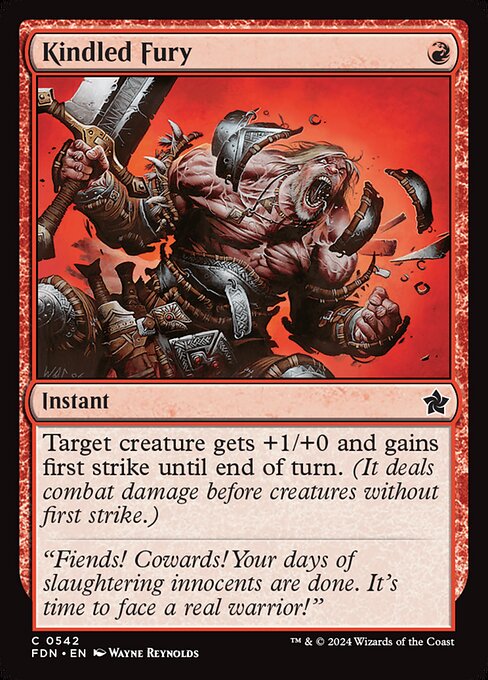 Kindled Fury
Instant
Target creature gets +1/+0 and gains
first strike until end of turn. (It deals
combat damage before creatures without
first strike.)
“Fiends! Cowards! Your days of
slaughtering innocents are done. It’s
time to face a real warrior!”
C 0542
™ & © 2024 Wizards of the Coast
FDN • EN Wayne Reynolds